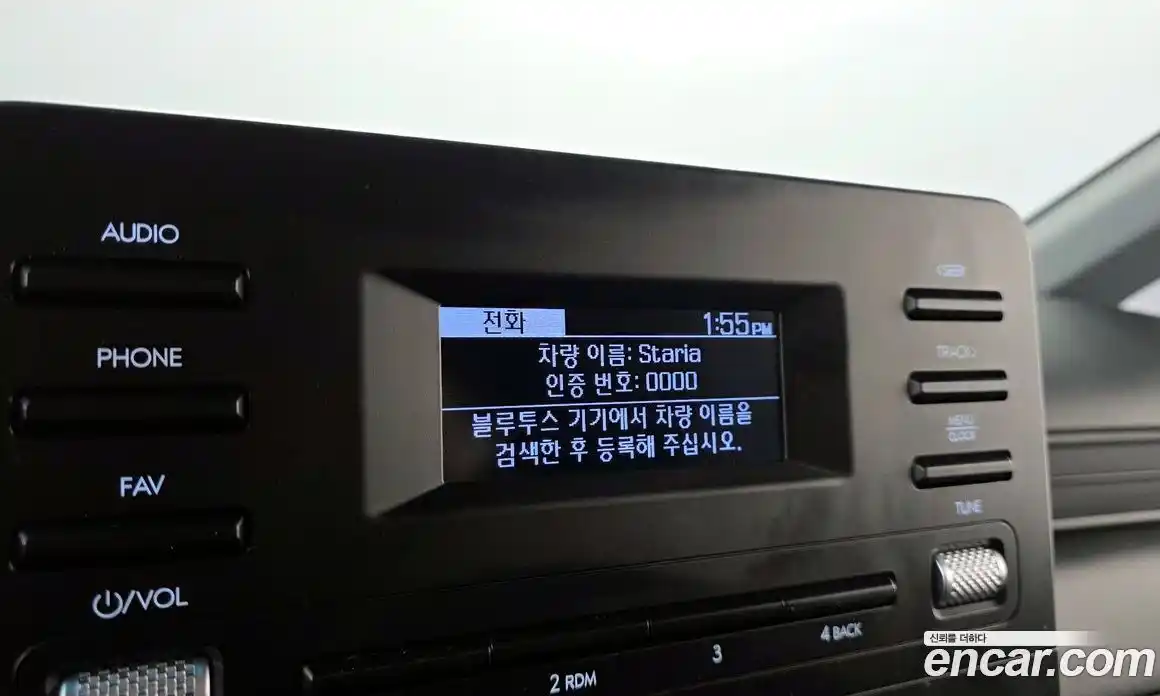 AUDIO
PHONE
FAV
/VOL
전화 1:55PM
차량 이름: Staria
인증 번호: 0000
블루투스 기기에서 차량 이름을
검색한 후 등록해 주십시오.
TRACK
MENU
CLOCK
TUNE
2 RDM
3
4 BACK
신뢰를 더하다
encar.com